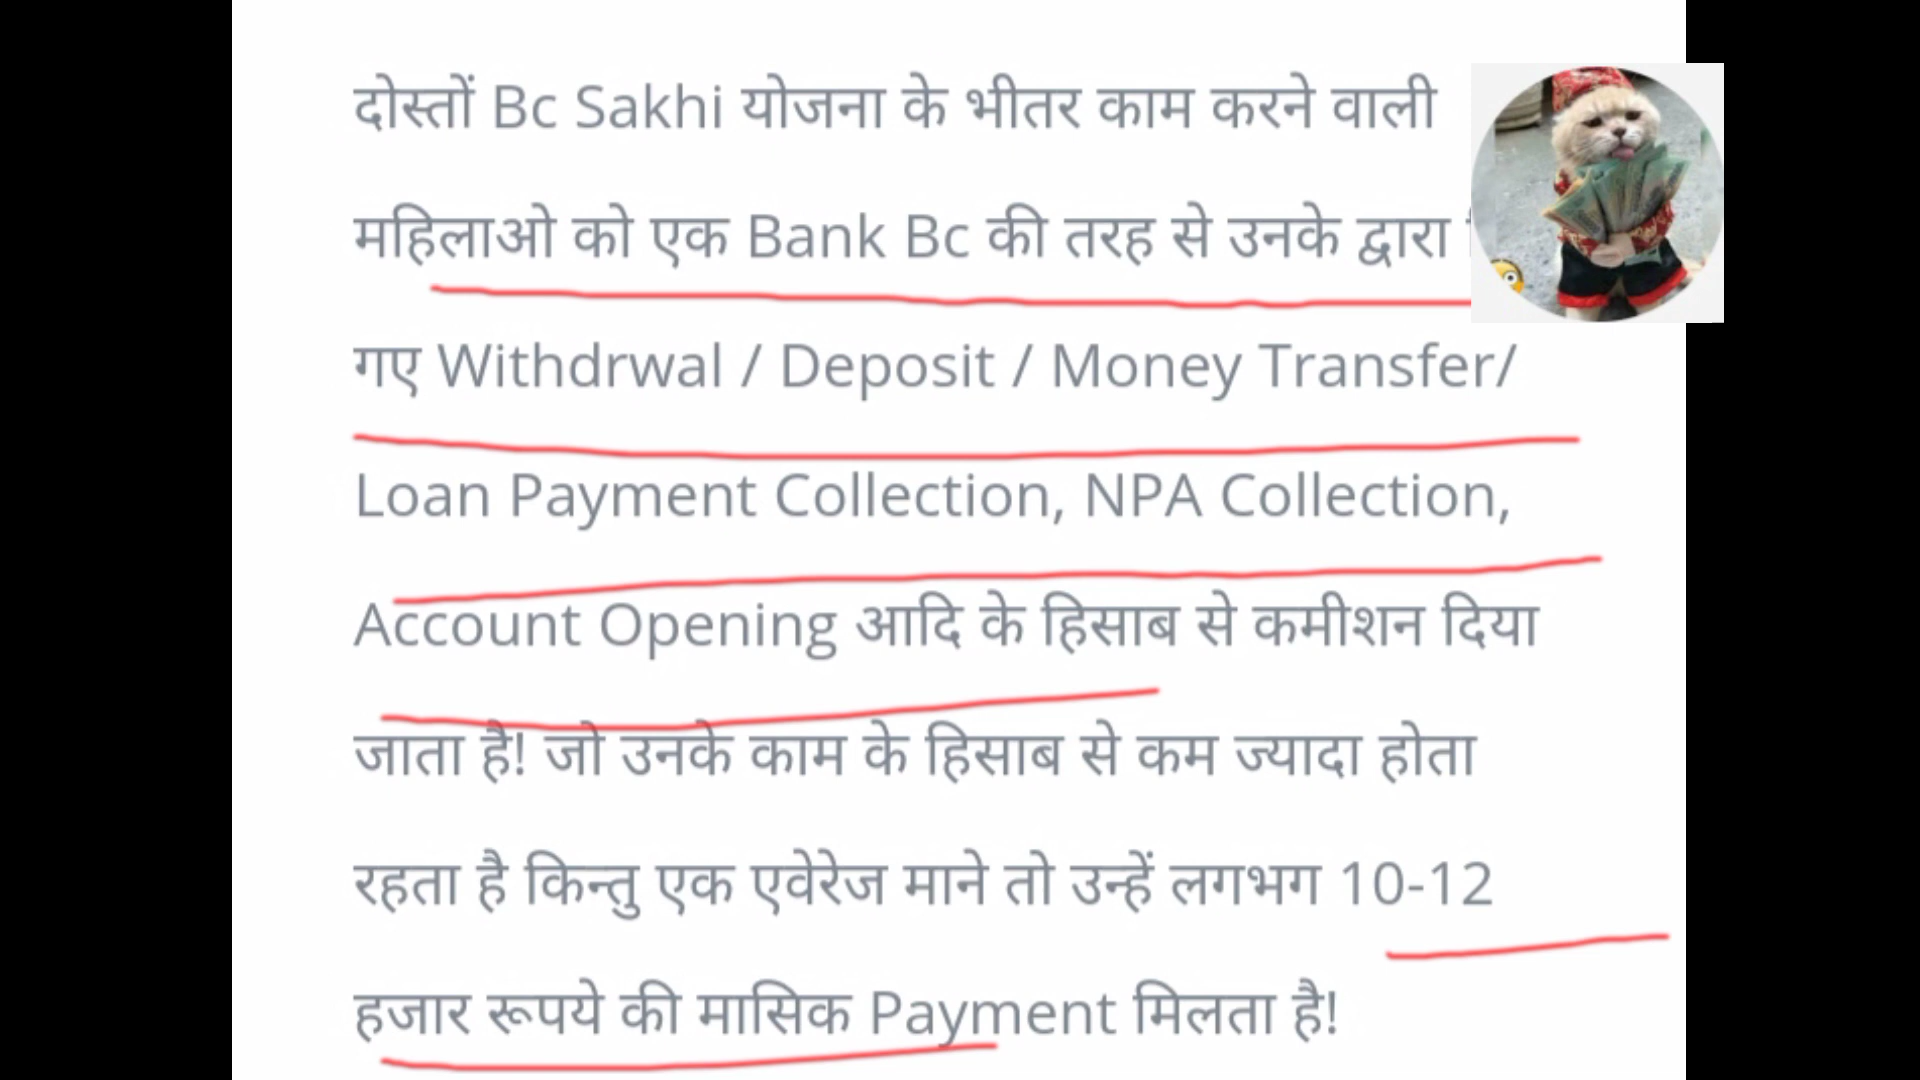 दोस्तों Bc Sakhi योजना के भीतर काम करने वाली
महिलाओ को एक Bank Bc की तरह से उनके द्वारा
गए Withdrwal / Deposit / Money Transfer/
Loan Payment Collection, NPA Collection,
Account Opening आदि के हिसाब से कमीशन दिया
जाता है! जो उनके काम के हिसाब से कम ज्यादा होता
रहता है किन्तु एक एवेरेज माने तो उन्हें लगभग 10-12
हजार रूपये की मासिक Payment मिलता है!